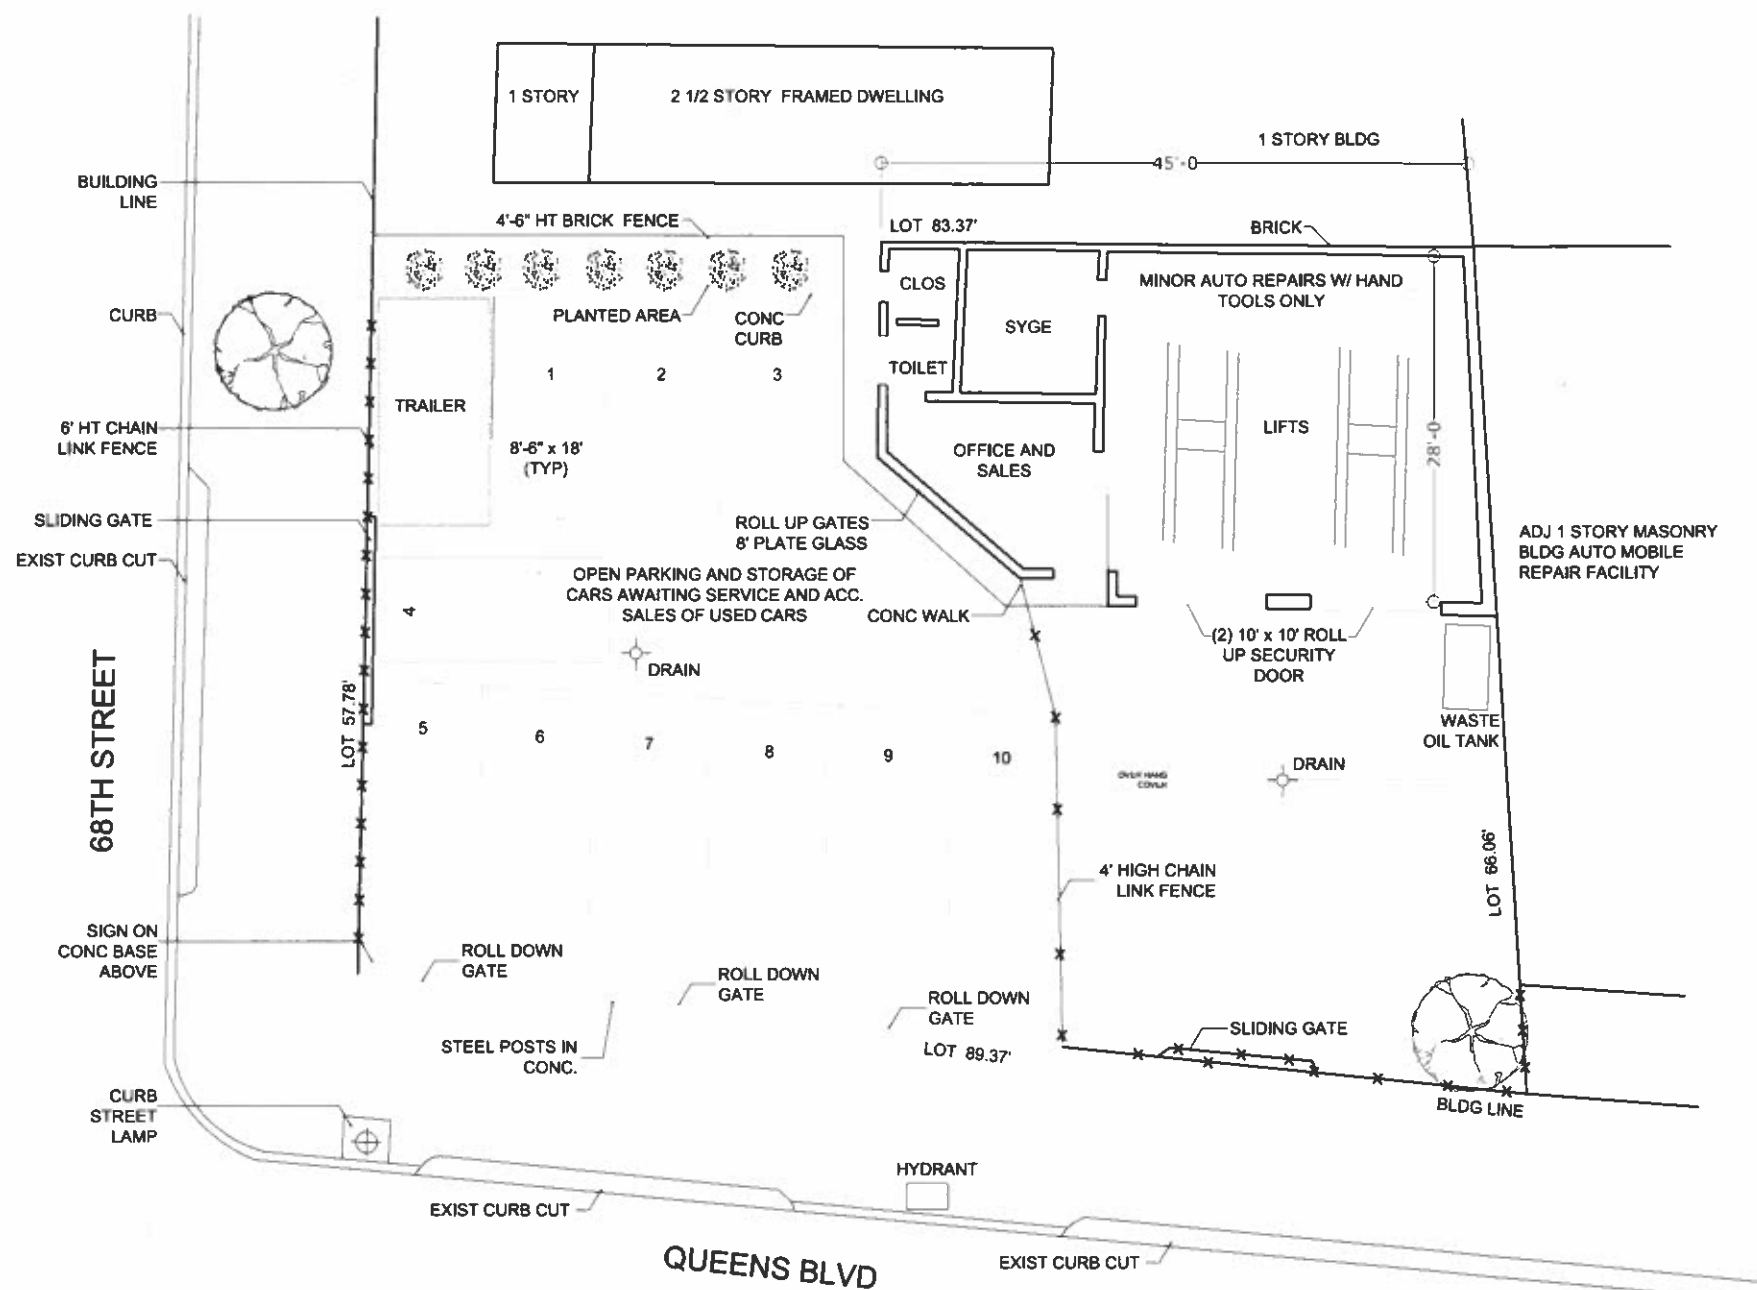 1 STORY
2 1/2 STORY FRAMED DWELLING
1 STORY BLDG
45'-0
BUILDING
LINE
4'-6" HT BRICK FENCE
LOT 83.37'
BRICK
CLOS
MINOR AUTO REPAIRS W/ HAND
TOOLS ONLY
CURB
PLANTED AREA
CONC
CURB
SYGE
TOILET
1
2
3
TRAILER
6' HT CHAIN
LINK FENCE
8'-6" x 18'
(TYP)
OFFICE AND
SALES
LIFTS
28'-0
SLIDING GATE
EXIST CURB CUT
ROLL UP GATES
8' PLATE GLASS
ADJ 1 STORY MASONRY
BLDG AUTO MOBILE
REPAIR FACILITY
OPEN PARKING AND STORAGE OF
CARS AWAITING SERVICE AND ACC.
SALES OF USED CARS
CONC WALK
4
(2) 10' x 10' ROLL
UP SECURITY
DOOR
DRAIN
68TH STREET
LOT 57.78'
5
6
7
8
9
10
WASTE
OIL TANK
OVER HANG
COVER
DRAIN
4' HIGH CHAIN
LINK FENCE
LOT 66.06'
SIGN ON
CONC BASE
ABOVE
ROLL DOWN
GATE
ROLL DOWN
GATE
ROLL DOWN
GATE
STEEL POSTS IN
CONC.
LOT 89.37'
SLIDING GATE
BLDG LINE
CURB
STREET
LAMP
HYDRANT
EXIST CURB CUT
EXIST CURB CUT
QUEENS BLVD